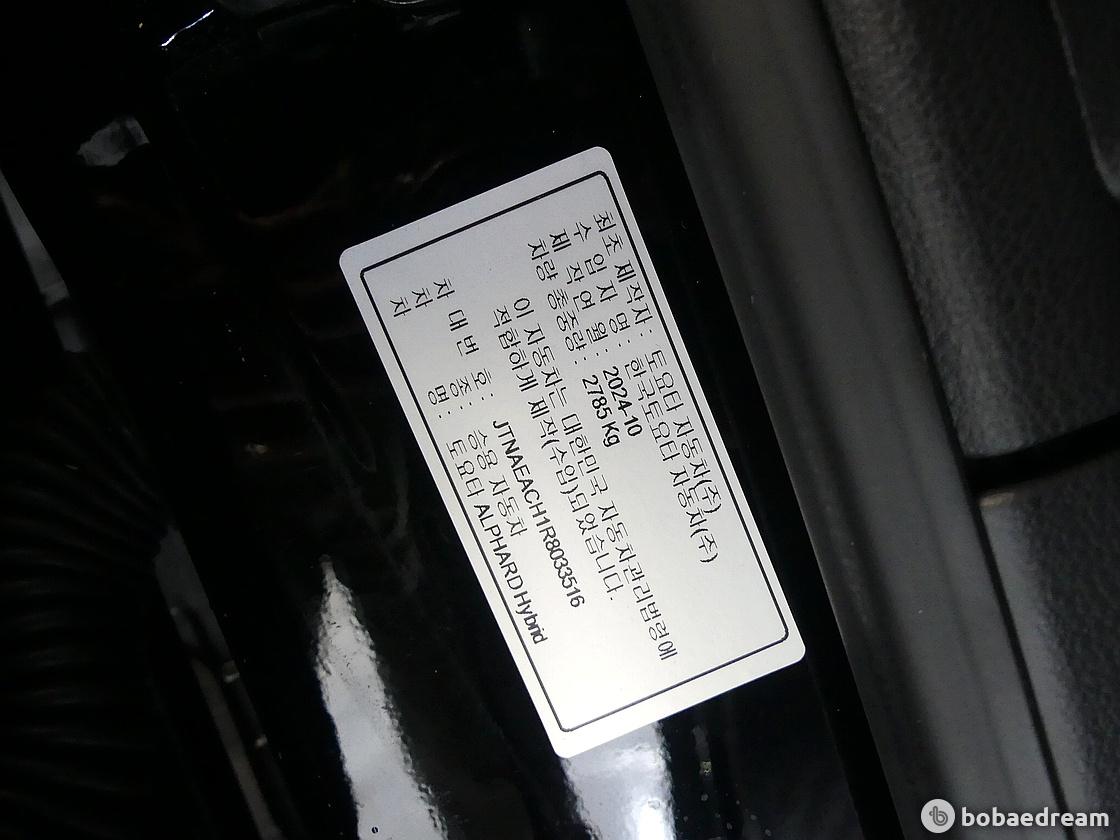 최초 제작자: 토요타 자동차(주)
수 입 자 명: 한국토요타 자동차(주)
제 작 연 월: 2024-10
차량 총중량: 2785 Kg
이 자동차는 대한민국 자동차관리법령에
적합하게 제작(수입)되었습니다.
차 대 번 호: JTNAEACH1R8033516
차 종: 승용 자동차
차 명: 토요타 ALPHARD Hybrid
bobaedream